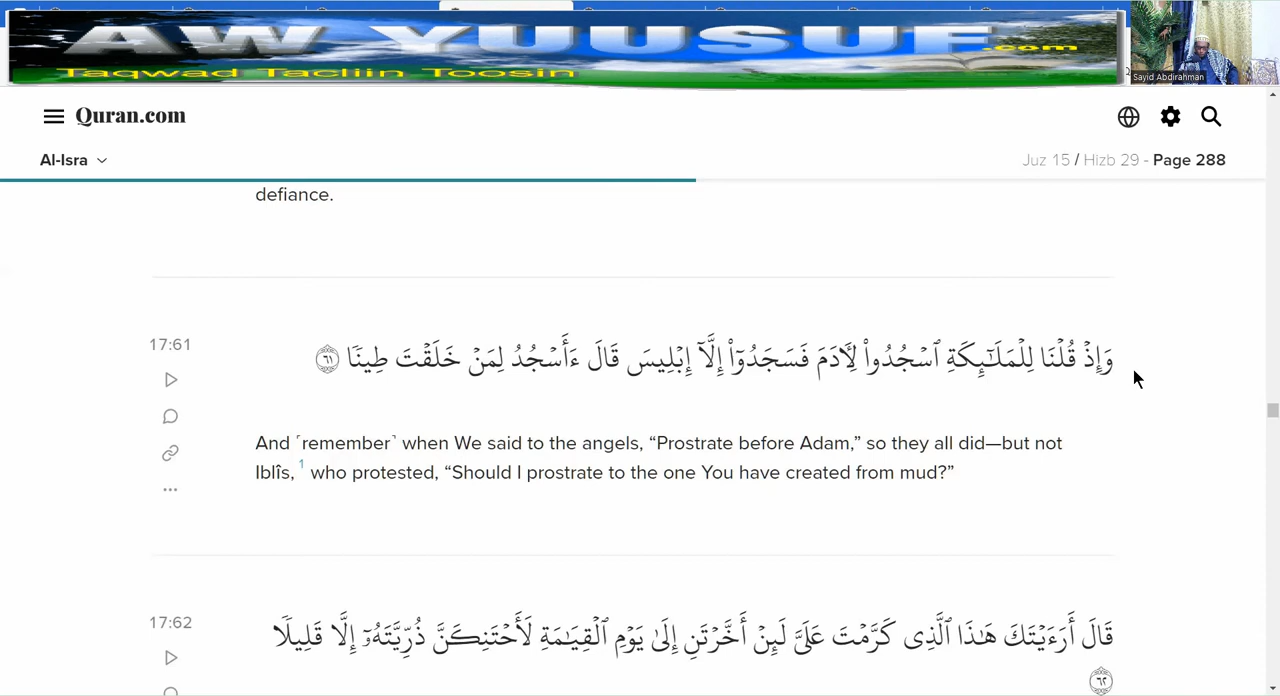 AW YUUSUF.com
Taqwad Tacliin Toosin
Sayid Abdirahman
Quran.com
Al-Isra
Juz 15 / Hizb 29 - Page 288
defiance.
17:61
وَإِذْ قُلْنَا لِلْمَلَـٰٓئِكَةِ ٱسْجُدُوا۟ لِـَٔادَمَ فَسَجَدُوٓا۟ إِلَّآ إِبْلِيسَ قَالَ ءَأَسْجُدُ لِمَنْ خَلَقْتَ طِينًا ٦١
And ˹remember˺ when We said to the angels, “Prostrate before Adam,” so they all did—but not
Iblîs, 1 who protested, “Should I prostrate to the one You have created from mud?”
17:62
قَالَ أَرَءَيْتَكَ هَـٰذَا ٱلَّذِى كَرَّمْتَ عَلَىَّ لَئِنْ أَخَّرْتَنِ إِلَىٰ يَوْمِ ٱلْقِيَـٰمَةِ لَأَحْتَنِكَنَّ ذُرِّيَّتَهُۥٓ إِلَّا قَلِيلًا
٦٢